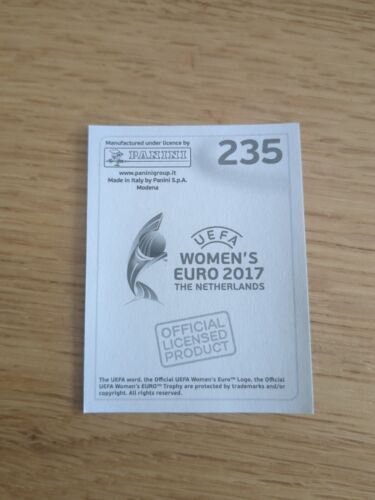 Manufactured under licence by
PANINI
235
www.paninigroup.it
Made in Italy by Panini S.p.A.
Modena
UEFA
WOMEN'S
EURO 2017
THE NETHERLANDS
OFFICIAL
LICENSED
PRODUCT
The UEFA word, the Official UEFA Women's Euro™ Logo, the Official
UEFA Women's EURO™ Trophy are protected by trademarks and/or
copyright. All rights reserved.